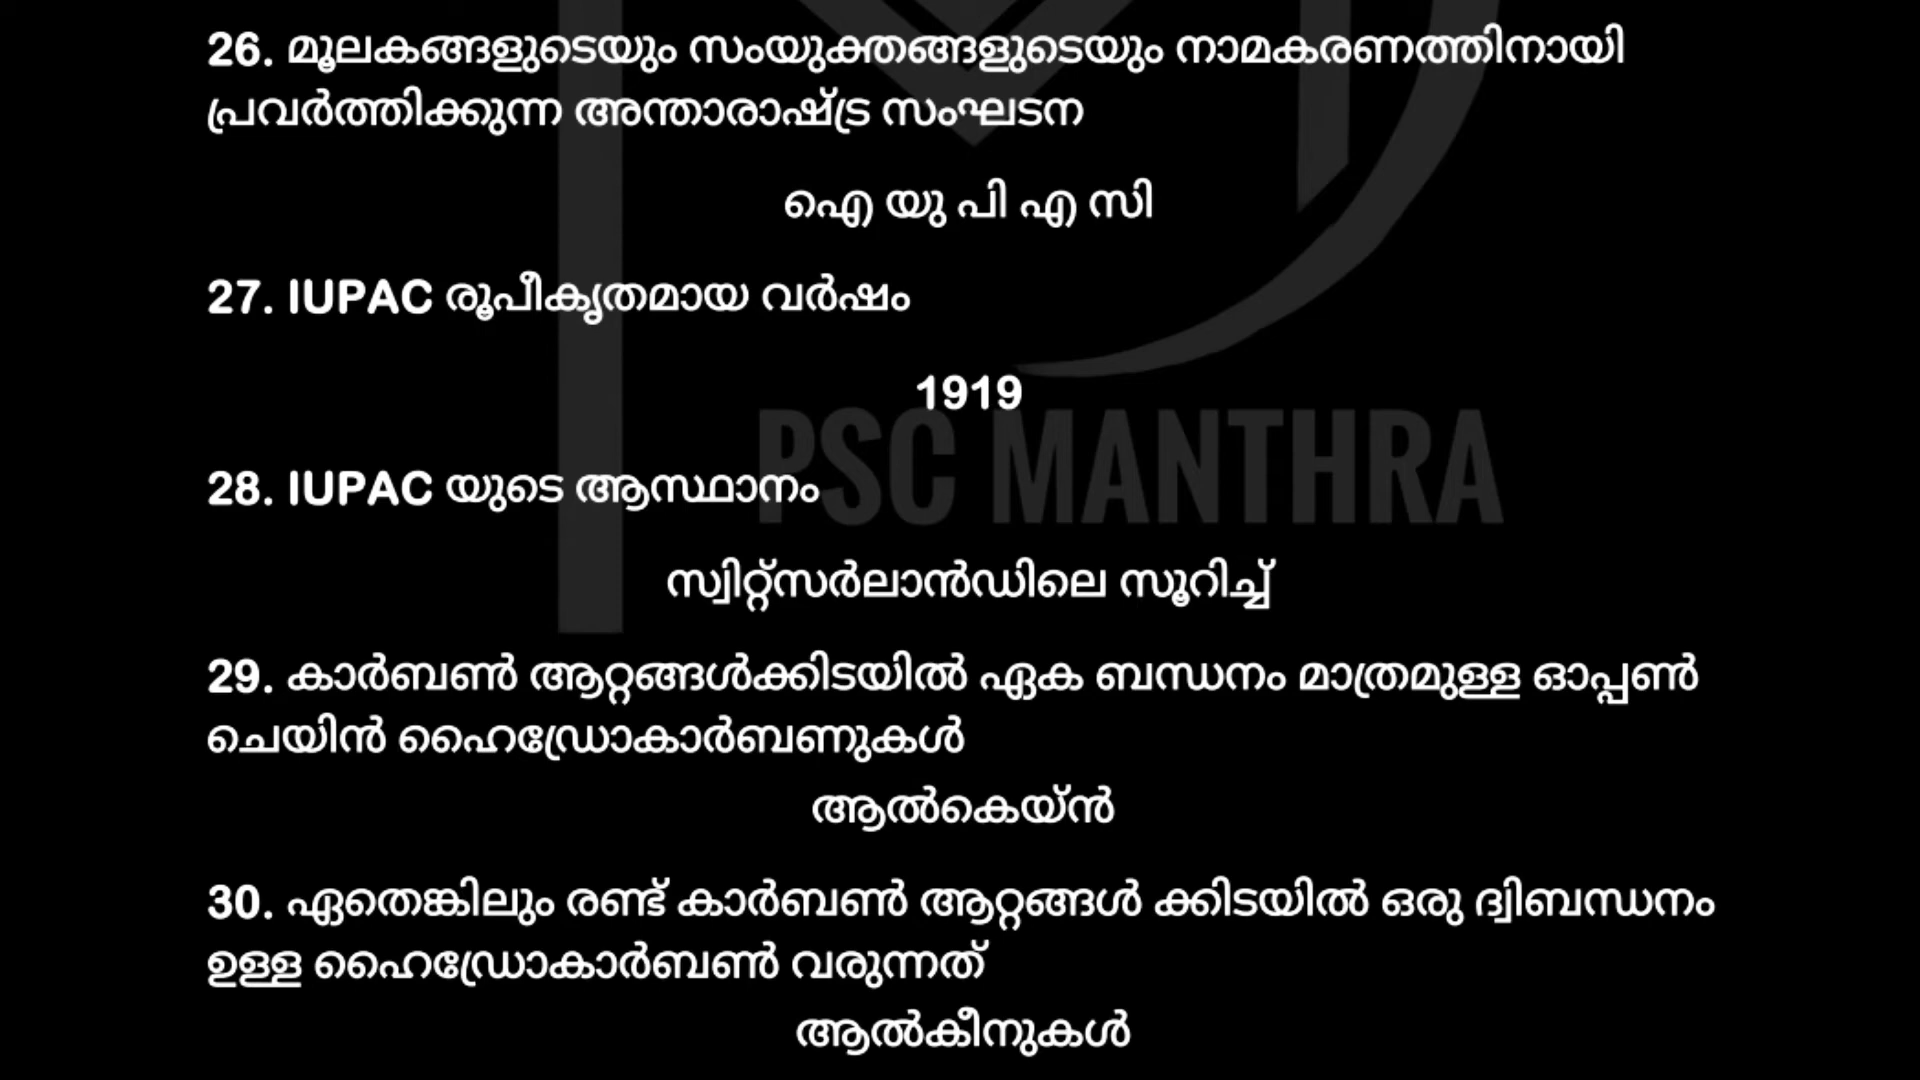 26. മൂലകങ്ങളുടെയും സംയുക്തങ്ങളുടെയും നാമകരണത്തിനായി
പ്രവർത്തിക്കുന്ന അന്താരാഷ്ട്ര സംഘടന
ഐ യു പി എ സി
27. IUPAC രൂപീകൃതമായ വർഷം
1919
PSC MANTHRA
28. IUPAC യുടെ ആസ്ഥാനം
സ്വിറ്റ്സർലാൻഡിലെ സൂറിച്ച്
29. കാർബൺ ആറ്റങ്ങൾക്കിടയിൽ ഏക ബന്ധനം മാത്രമുള്ള ഓപ്പൺ
ചെയിൻ ഹൈഡ്രോകാർബണുകൾ
ആൽകെയ്ൻ
30. ഏതെങ്കിലും രണ്ട് കാർബൺ ആറ്റങ്ങൾ ക്കിടയിൽ ഒരു ദ്വിബന്ധനം
ഉള്ള ഹൈഡ്രോകാർബൺ വരുന്നത്
ആൽകീനുകൾ